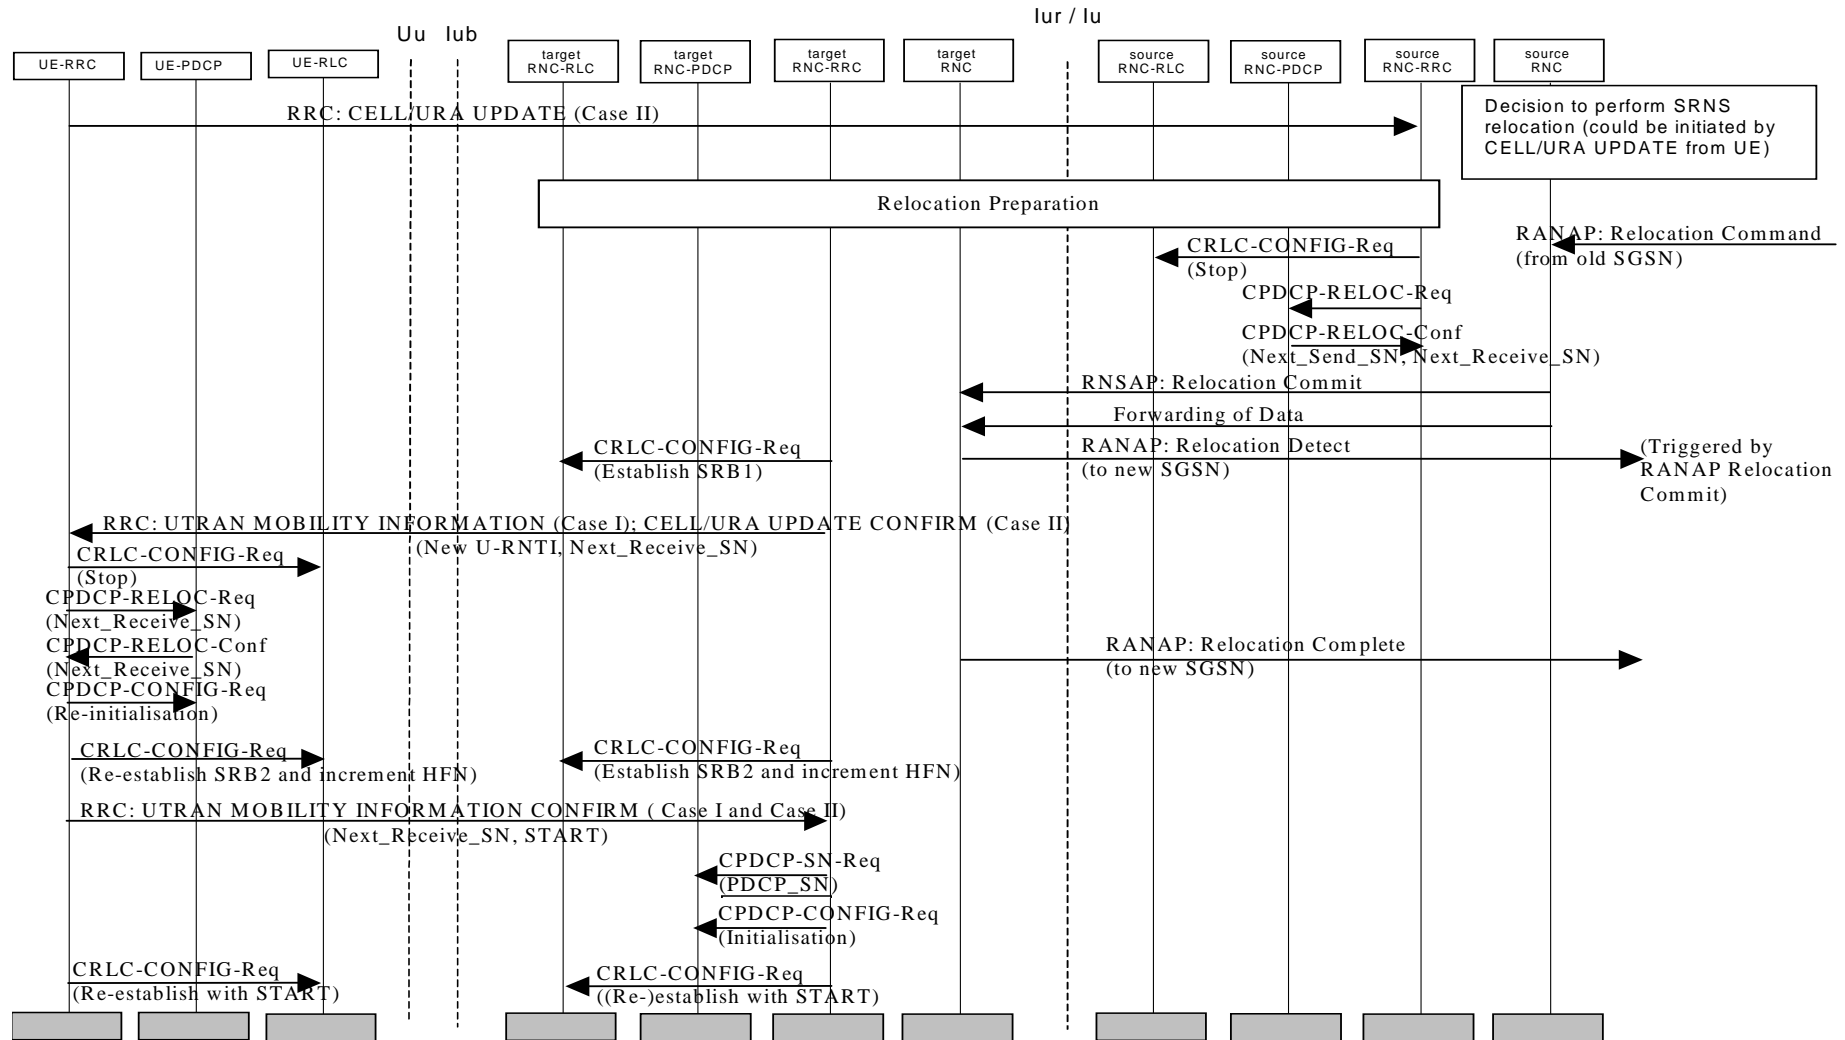 Iur / Iu
Uu Iub
UE-RRC
UE-PDCP
UE-RLC
target
RNC-RLC
target
RNC-PDCP
target
RNC-RRC
target
RNC
source
RNC-RLC
source
RNC-PDCP
source
RNC-RRC
source
RNC
RRC: CELL/URA UPDATE (Case II)
Decision to perform SRNS
relocation (could be initiated by
CELL/URA UPDATE from UE)
Relocation Preparation
RANAP: Relocation Command
(from old SGSN)
CRLC-CONFIG-Req
(Stop)
CPDCP-RELOC-Req
CPDCP-RELOC-Conf
(Next_Send_SN, Next_Receive_SN)
RNSAP: Relocation Commit
Forwarding of Data
CRLC-CONFIG-Req
(Establish SRB1)
RANAP: Relocation Detect
(to new SGSN)
(Triggered by
RANAP Relocation
Commit)
RRC: UTRAN MOBILITY INFORMATION (Case I); CELL/URA UPDATE CONFIRM (Case II)
(New U-RNTI, Next_Receive_SN)
CRLC-CONFIG-Req
(Stop)
CPDCP-RELOC-Req
(Next_Receive_SN)
CPDCP-RELOC-Conf
(Next_Receive_SN)
RANAP: Relocation Complete
(to new SGSN)
CPDCP-CONFIG-Req
(Re-initialisation)
CRLC-CONFIG-Req
(Re-establish SRB2 and increment HFN)
CRLC-CONFIG-Req
(Establish SRB2 and increment HFN)
RRC: UTRAN MOBILITY INFORMATION CONFIRM ( Case I and Case II)
(Next_Receive_SN, START)
CPDCP-SN-Req
(PDCP_SN)
CPDCP-CONFIG-Req
(Initialisation)
CRLC-CONFIG-Req
(Re-establish with START)
CRLC-CONFIG-Req
((Re-)establish with START)